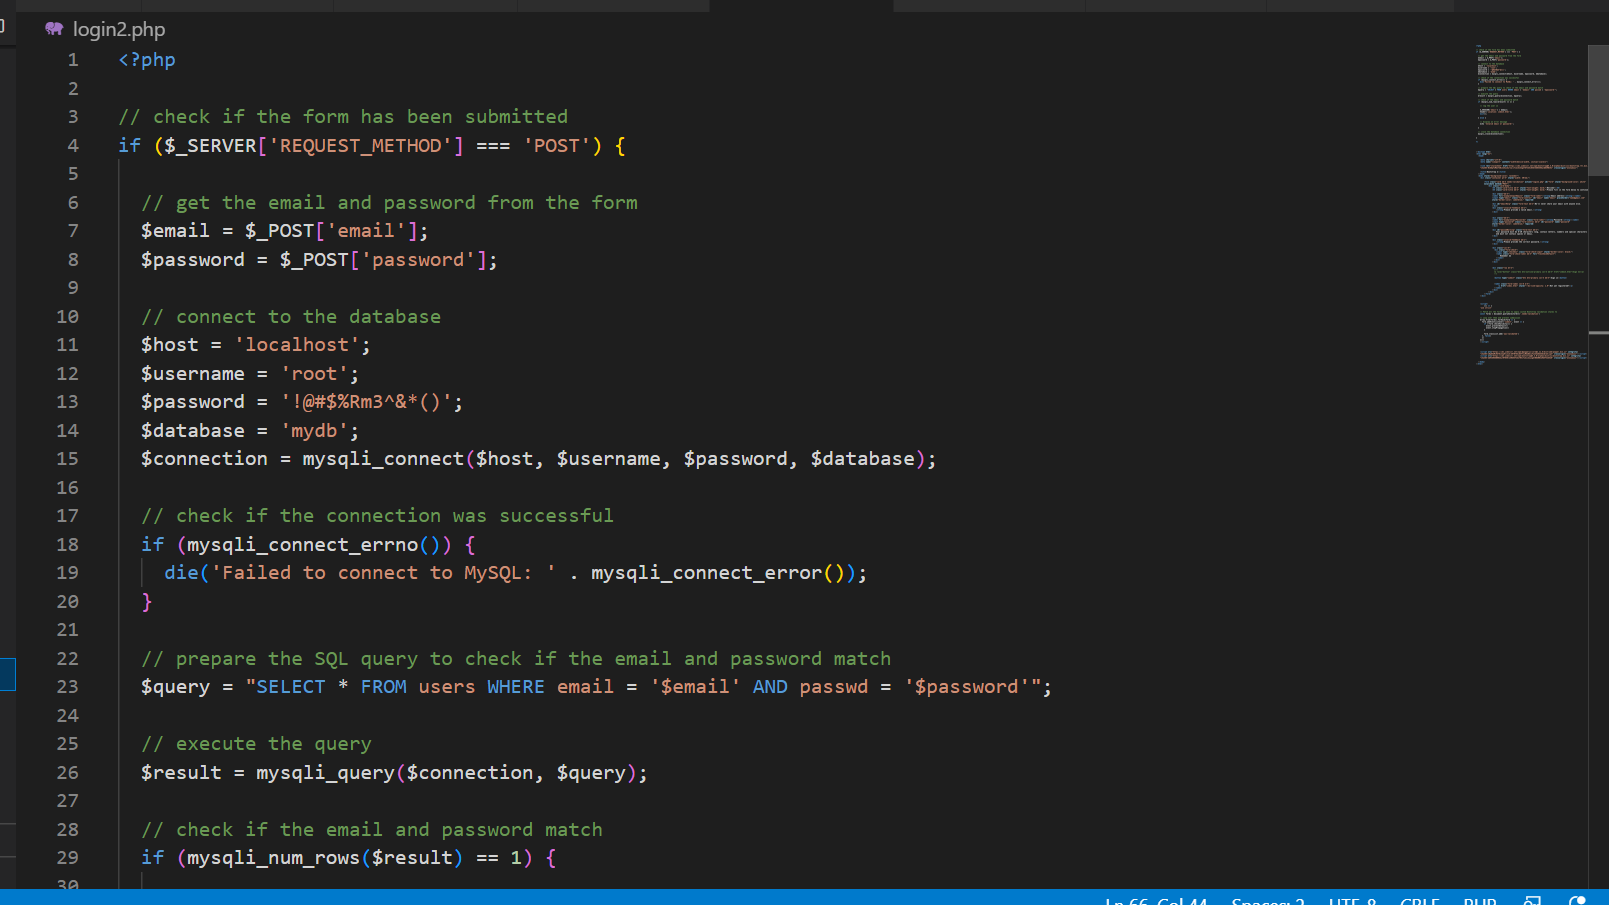 login2.php
1 <?php
2
3 // check if the form has been submitted
4 if ($_SERVER['REQUEST_METHOD'] === 'POST') {
5
6 // get the email and password from the form
7 $email = $_POST['email'];
8 $password = $_POST['password'];
9
10 // connect to the database
11 $host = 'localhost';
12 $username = 'root';
13 $password = '!@#$%Rm3^&*()';
14 $database = 'mydb';
15 $connection = mysqli_connect($host, $username, $password, $database);
16
17 // check if the connection was successful
18 if (mysqli_connect_errno()) {
19 die('Failed to connect to MySQL: ' . mysqli_connect_error());
20 }
21
22 // prepare the SQL query to check if the email and password match
23 $query = "SELECT * FROM users WHERE email = '$email' AND passwd = '$password'";
24
25 // execute the query
26 $result = mysqli_query($connection, $query);
27
28 // check if the email and password match
29 if (mysqli_num_rows($result) == 1) {
30
Ln 66, Col 44 Spaces: 2 UTF-8 CRLF PHP